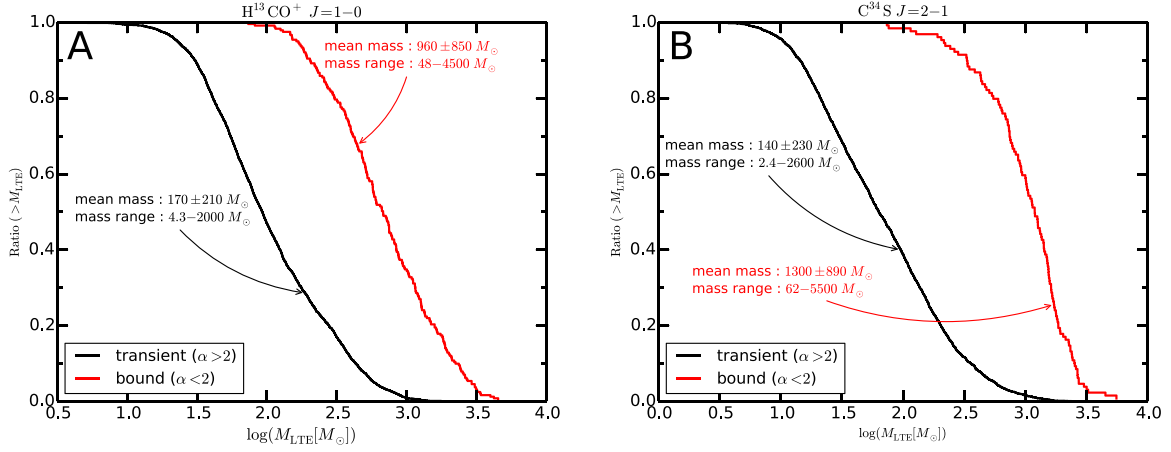 H¹³CO⁺ J=1−0
A
Ratio (>M_LTE)
1.0
0.8
0.6
0.4
0.2
0.0
mean mass : 960±850 M⊙
mass range : 48−4500 M⊙
mean mass : 170±210 M⊙
mass range : 4.3−2000 M⊙
transient (α>2)
bound (α<2)
0.5 1.0 1.5 2.0 2.5 3.0 3.5 4.0
log(M_LTE[M⊙])
C³⁴S J=2−1
B
Ratio (>M_LTE)
1.0
0.8
0.6
0.4
0.2
0.0
mean mass : 140±230 M⊙
mass range : 2.4−2600 M⊙
mean mass : 1300±890 M⊙
mass range : 62−5500 M⊙
transient (α>2)
bound (α<2)
0.0 0.5 1.0 1.5 2.0 2.5 3.0 3.5 4.0
log(M_LTE[M⊙])